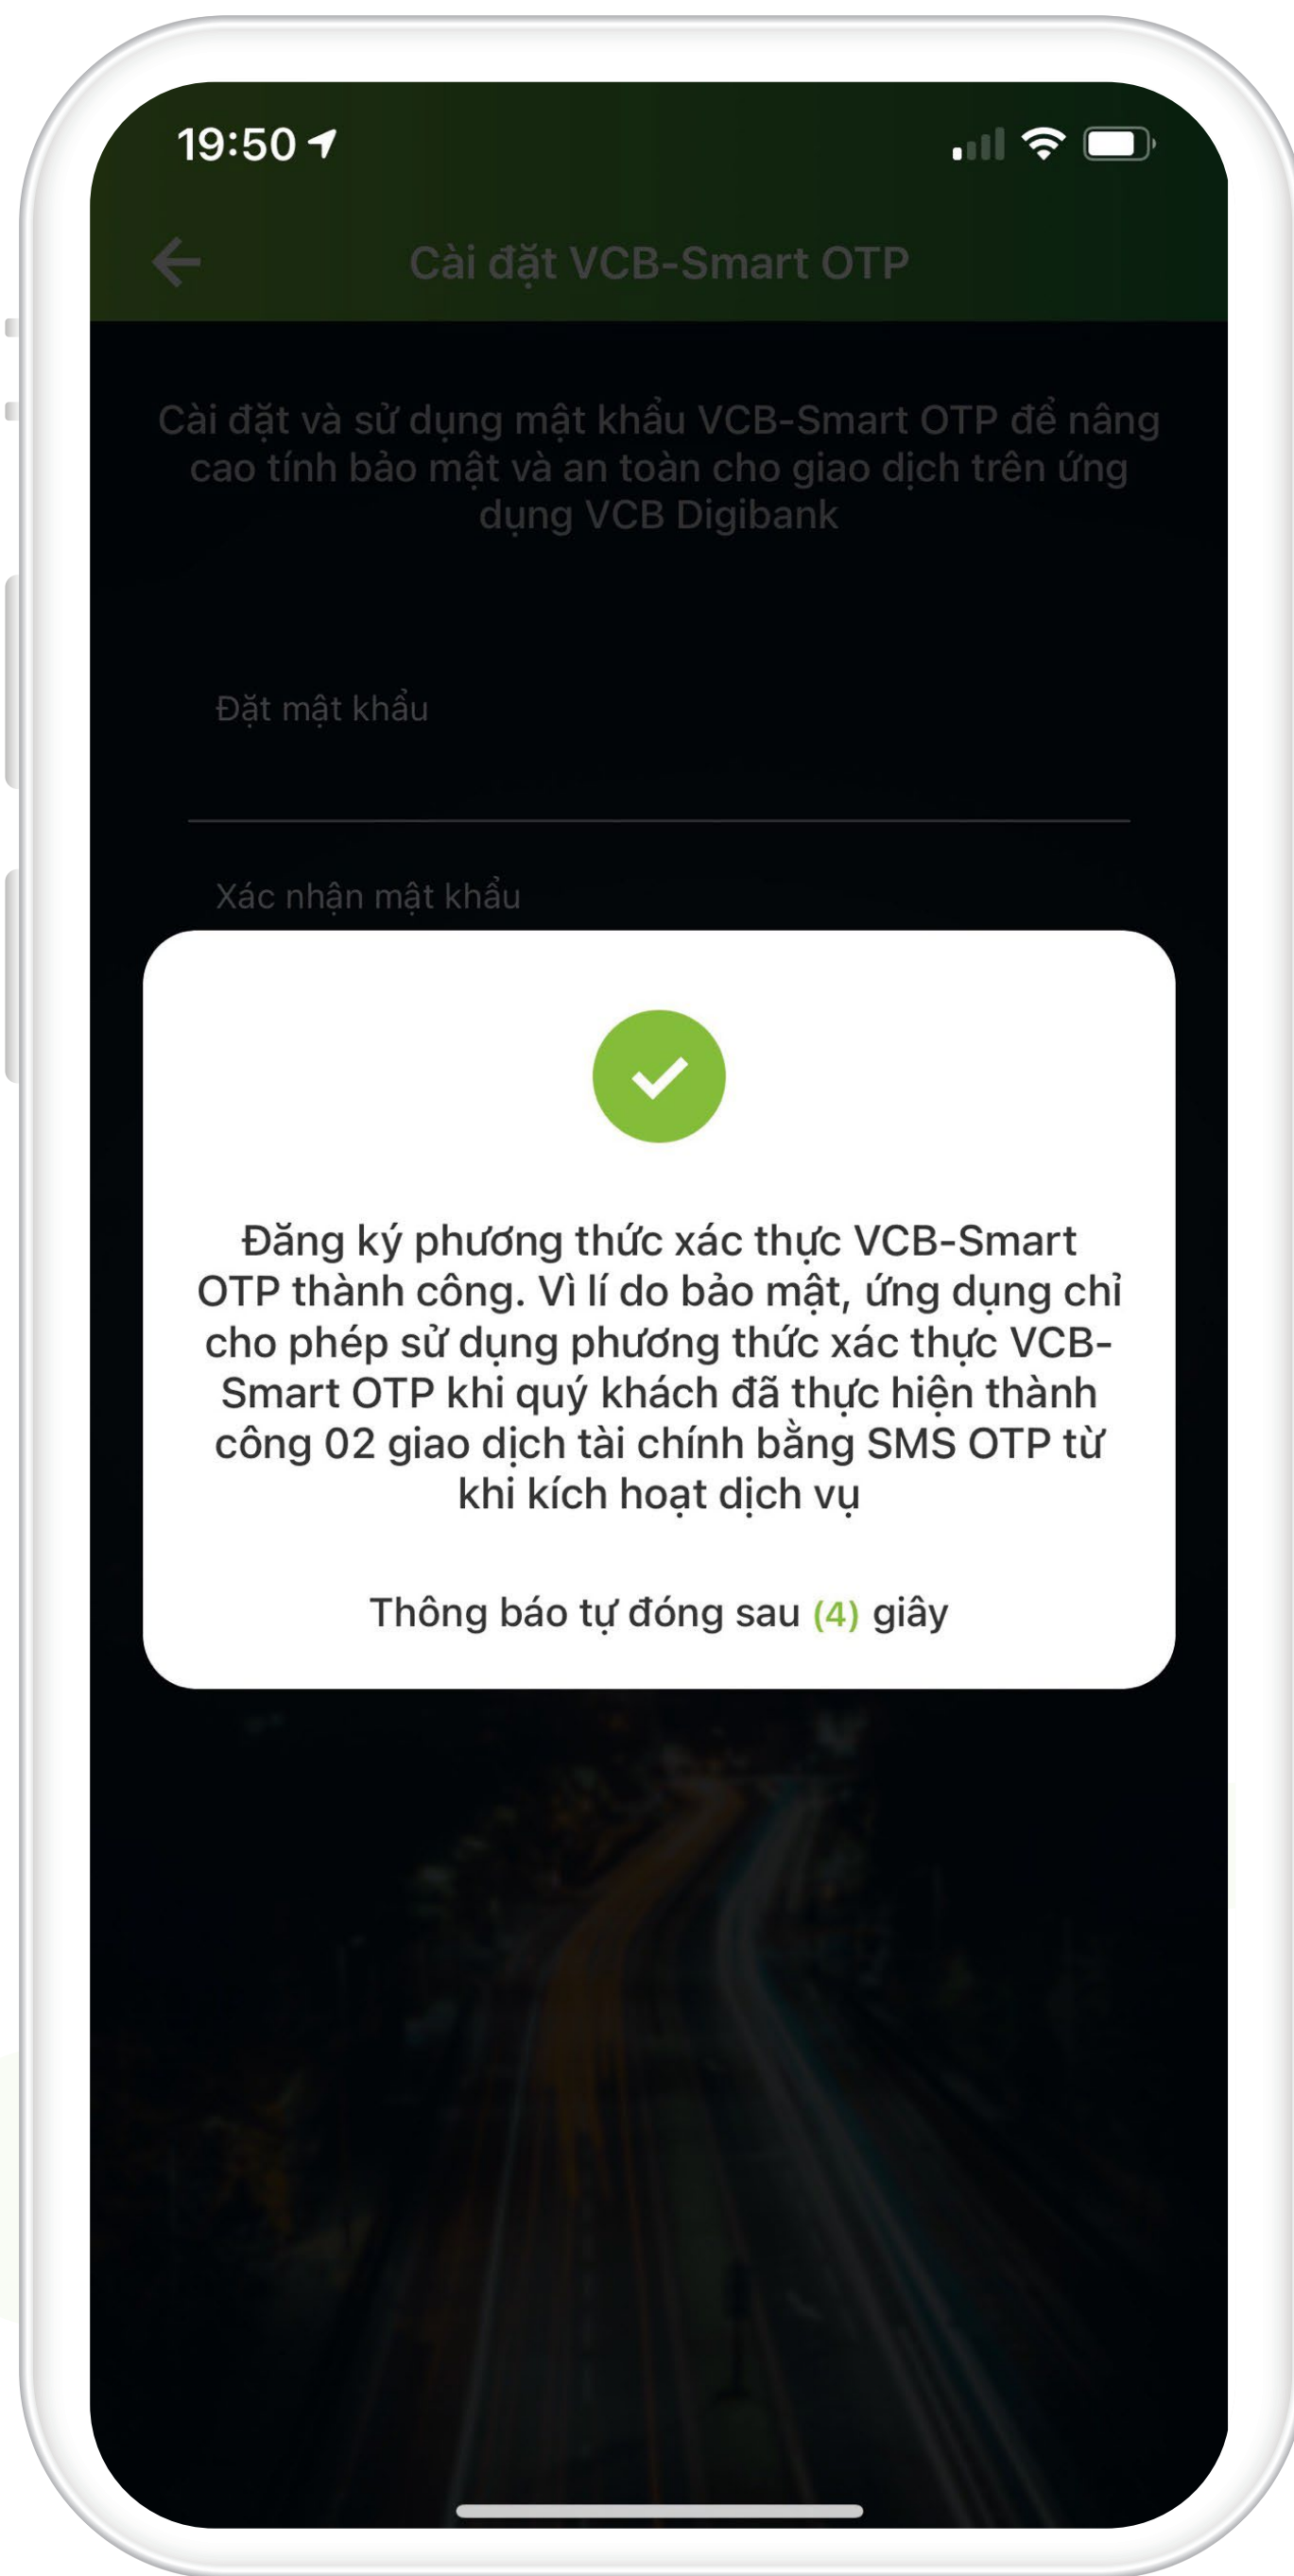 19:50
Cài đặt VCB-Smart OTP
Cài đặt và sử dụng mật khẩu VCB-Smart OTP để nâng
cao tính bảo mật và an toàn cho giao dịch trên ứng
dụng VCB Digibank
Đặt mật khẩu
Xác nhận mật khẩu
Đăng ký phương thức xác thực VCB-Smart
OTP thành công. Vì lí do bảo mật, ứng dụng chỉ
cho phép sử dụng phương thức xác thực VCB-
Smart OTP khi quý khách đã thực hiện thành
công 02 giao dịch tài chính bằng SMS OTP từ
khi kích hoạt dịch vụ
Thông báo tự đóng sau (4) giây